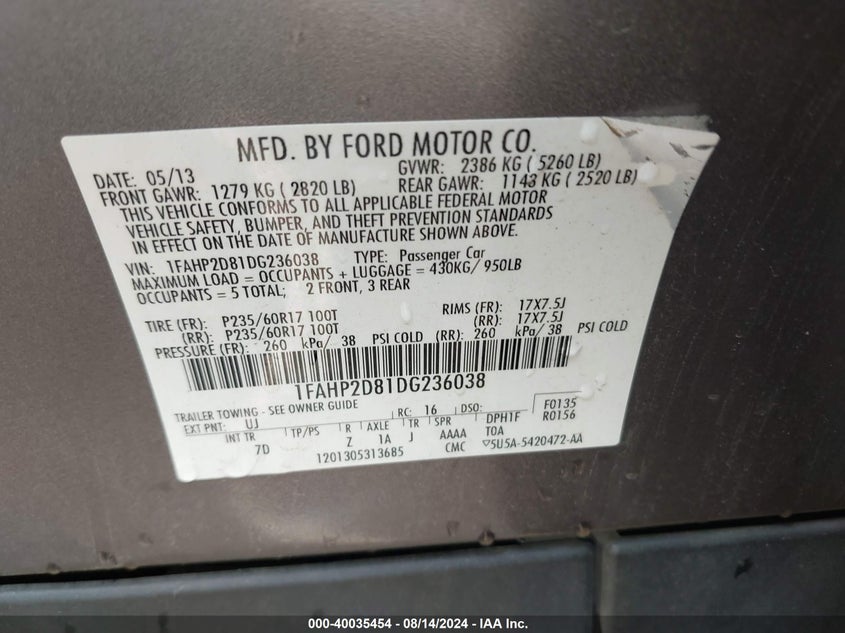 MFD. BY FORD MOTOR CO.
DATE: 05/13 GVWR: 2386 KG ( 5260 LB)
FRONT GAWR: 1279 KG ( 2820 LB) REAR GAWR: 1143 KG ( 2520 LB)
THIS VEHICLE CONFORMS TO ALL APPLICABLE FEDERAL MOTOR
VEHICLE SAFETY, BUMPER, AND THEFT PREVENTION STANDARDS
IN EFFECT ON THE DATE OF MANUFACTURE SHOWN ABOVE.
VIN: 1FAHP2D81DG236038 TYPE: Passenger Car
MAXIMUM LOAD = OCCUPANTS + LUGGAGE = 430KG/ 950LB
OCCUPANTS = 5 TOTAL; 2 FRONT, 3 REAR
TIRE (FR): P235/60R17 100T RIMS (FR): 17X7.5J
(RR): P235/60R17 100T (RR): 17X7.5J
PRESSURE (FR): 260 kPa/ 38 PSI COLD (RR): 260 kPa/ 38 PSI COLD
1FAHP2D81DG236038
TRAILER TOWING - SEE OWNER GUIDE
EXT PNT: UJ RC: 16 DSO: F0135
INT TR TP/PS R AXLE TR SPR DPH1F R0156
7D Z 1A J AAAA T0A
1201305313685 CMC ▽5U5A-5420472-AA
000-40035454 - 08/14/2024 - IAA Inc.